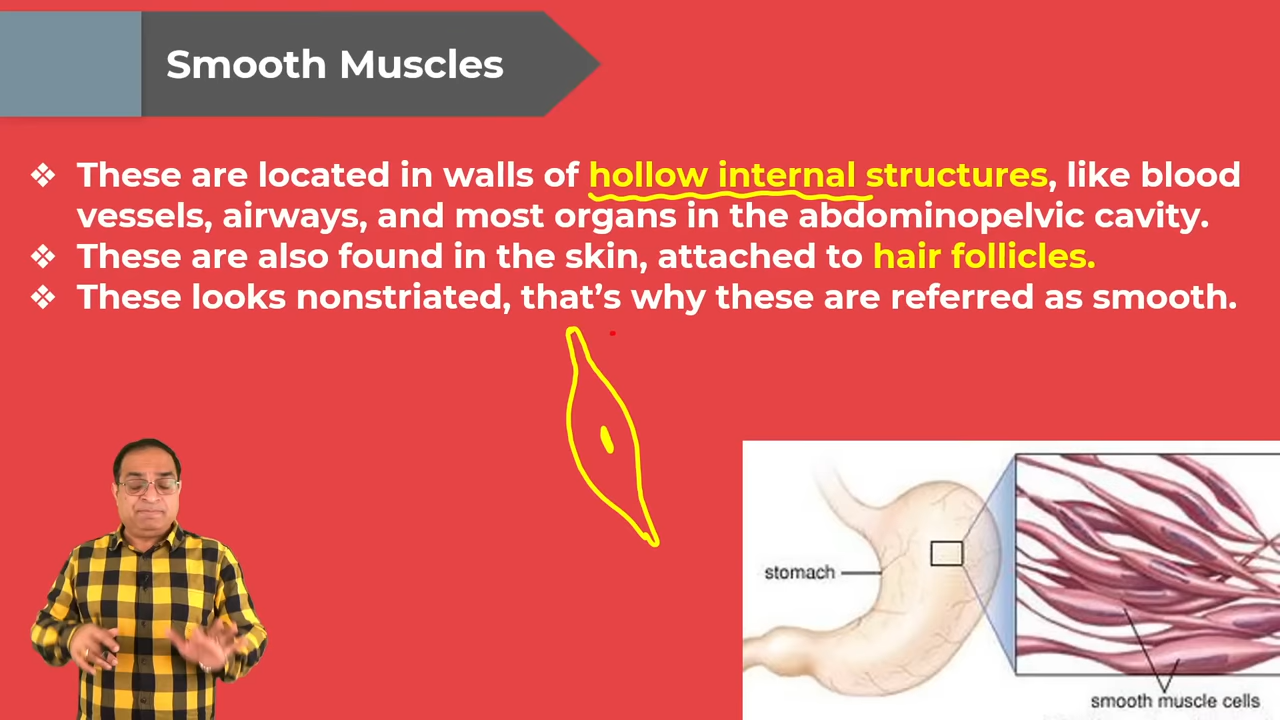 Smooth Muscles
❖ These are located in walls of hollow internal structures, like blood
vessels, airways, and most organs in the abdominopelvic cavity.
❖ These are also found in the skin, attached to hair follicles.
❖ These looks nonstriated, that's why these are referred as smooth.
stomach
smooth muscle cells